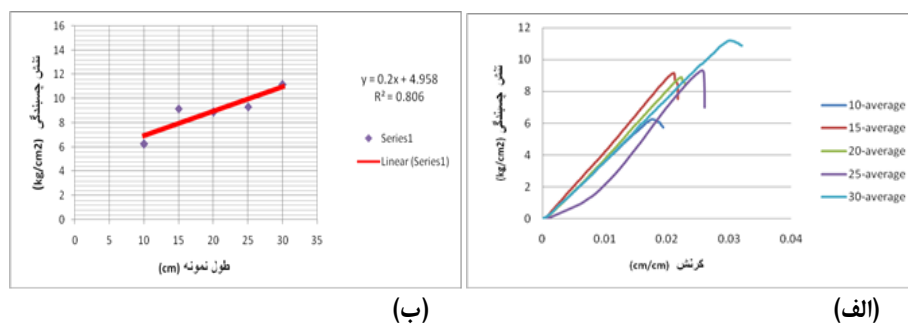 16
14
12
10
8
6
4
2
0
تنش چسبندگی
(kg/cm2)
0 5 10 15 20 25 30 35
طول نمونه (cm)
y = 0.2x + 4.958
R² = 0.806
Series1
Linear (Series1)
(ب)
12
10
8
6
4
2
0
تنش چسبندگی
(kg/cm2)
0 0.01 0.02 0.03 0.04
کرنش (cm/cm)
10-average
15-average
20-average
25-average
30-average
(الف)